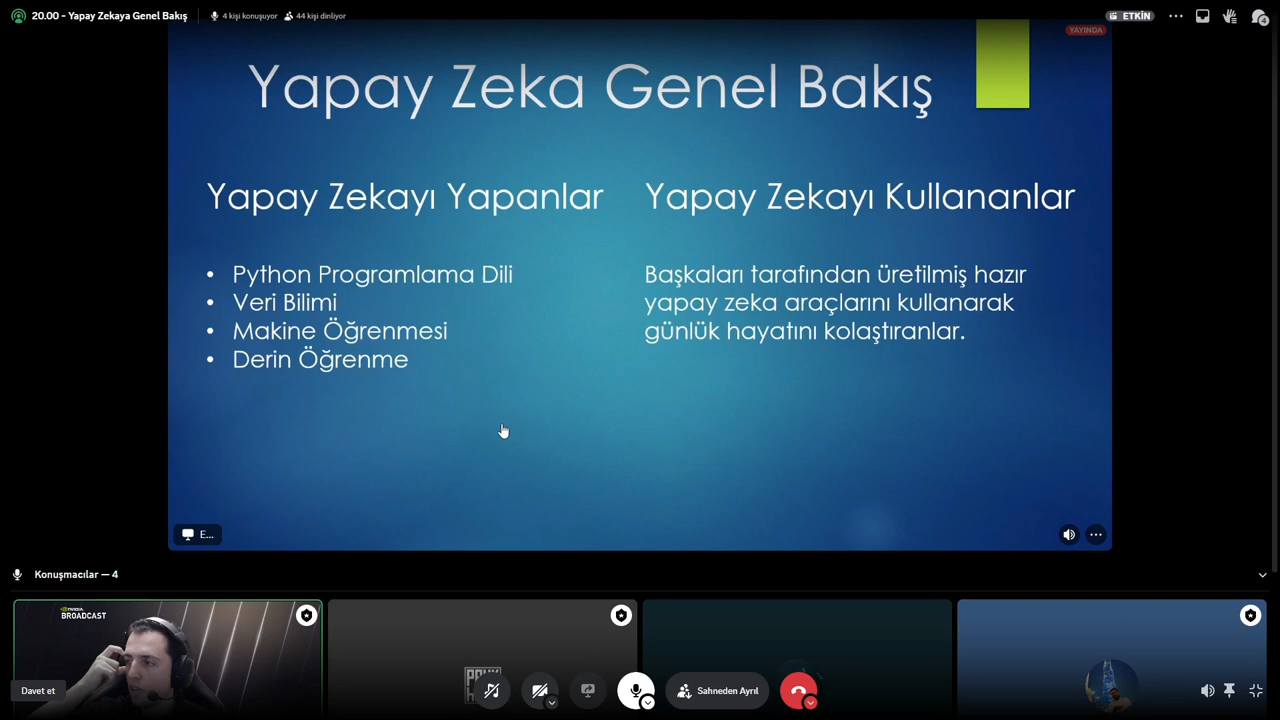 20.00 - Yapay Zekaya Genel Bakış
4 kişi konuşuyor
44 kişi dinliyor
ETKİN
4
YAYINDA
Yapay Zeka Genel Bakış
Yapay Zekayı Yapanlar
• Python Programlama Dili
• Veri Bilimi
• Makine Öğrenmesi
• Derin Öğrenme
Yapay Zekayı Kullananlar
Başkaları tarafından üretilmiş hazır
yapay zeka araçlarını kullanarak
günlük hayatını kolaştıranlar.
E...
Konuşmacılar — 4
NVIDIA
BROADCAST
Davet et
Sahneden Ayrıl